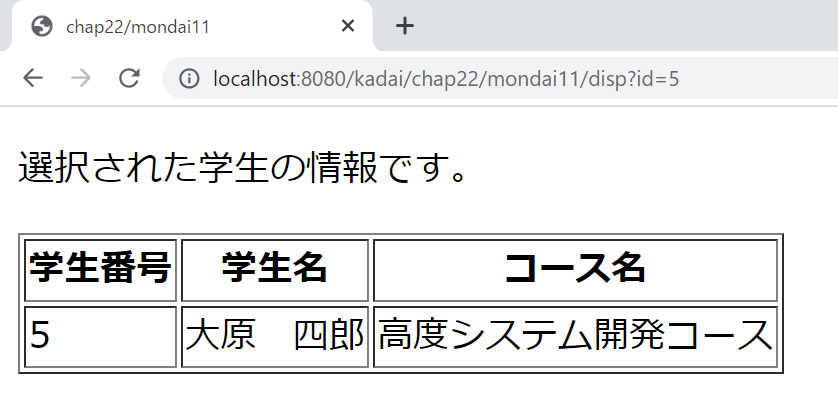 chap22/mondai11
localhost:8080/kadai/chap22/mondai11/disp?id=5
選択された学生の情報です。
学生番号 学生名 コース名
5 大原　四郎 高度システム開発コース